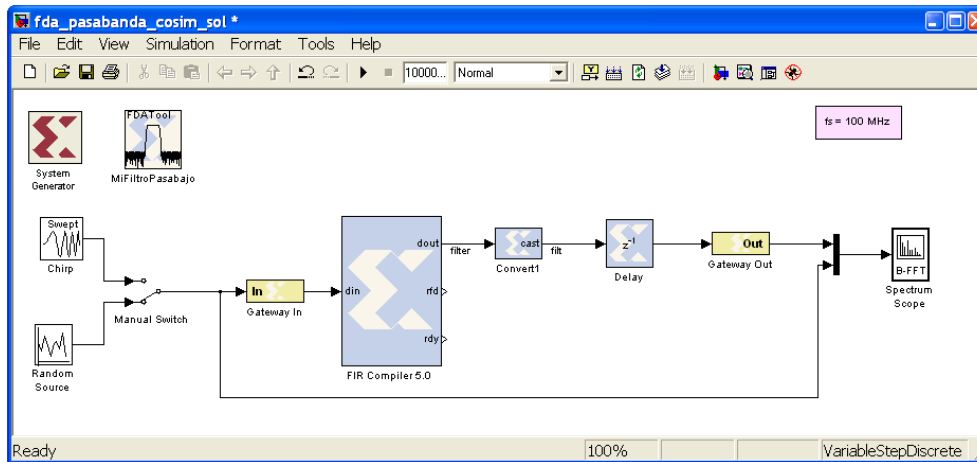 fda_pasabanda_cosim_sol *
File Edit View Simulation Format Tools Help
10000... Normal
FDATool
fs = 100 MHz
System
Generator
MiFiltroPasabajo
Swept
Chirp
dout
filter
cast
filt
z-1
Out
Convert1
Delay
Gateway Out
B-FFT
Spectrum
Scope
In
din
rfd
Gateway In
Manual Switch
rdy
Random
Source
FIR Compiler 5.0
Ready 100% VariableStepDiscrete